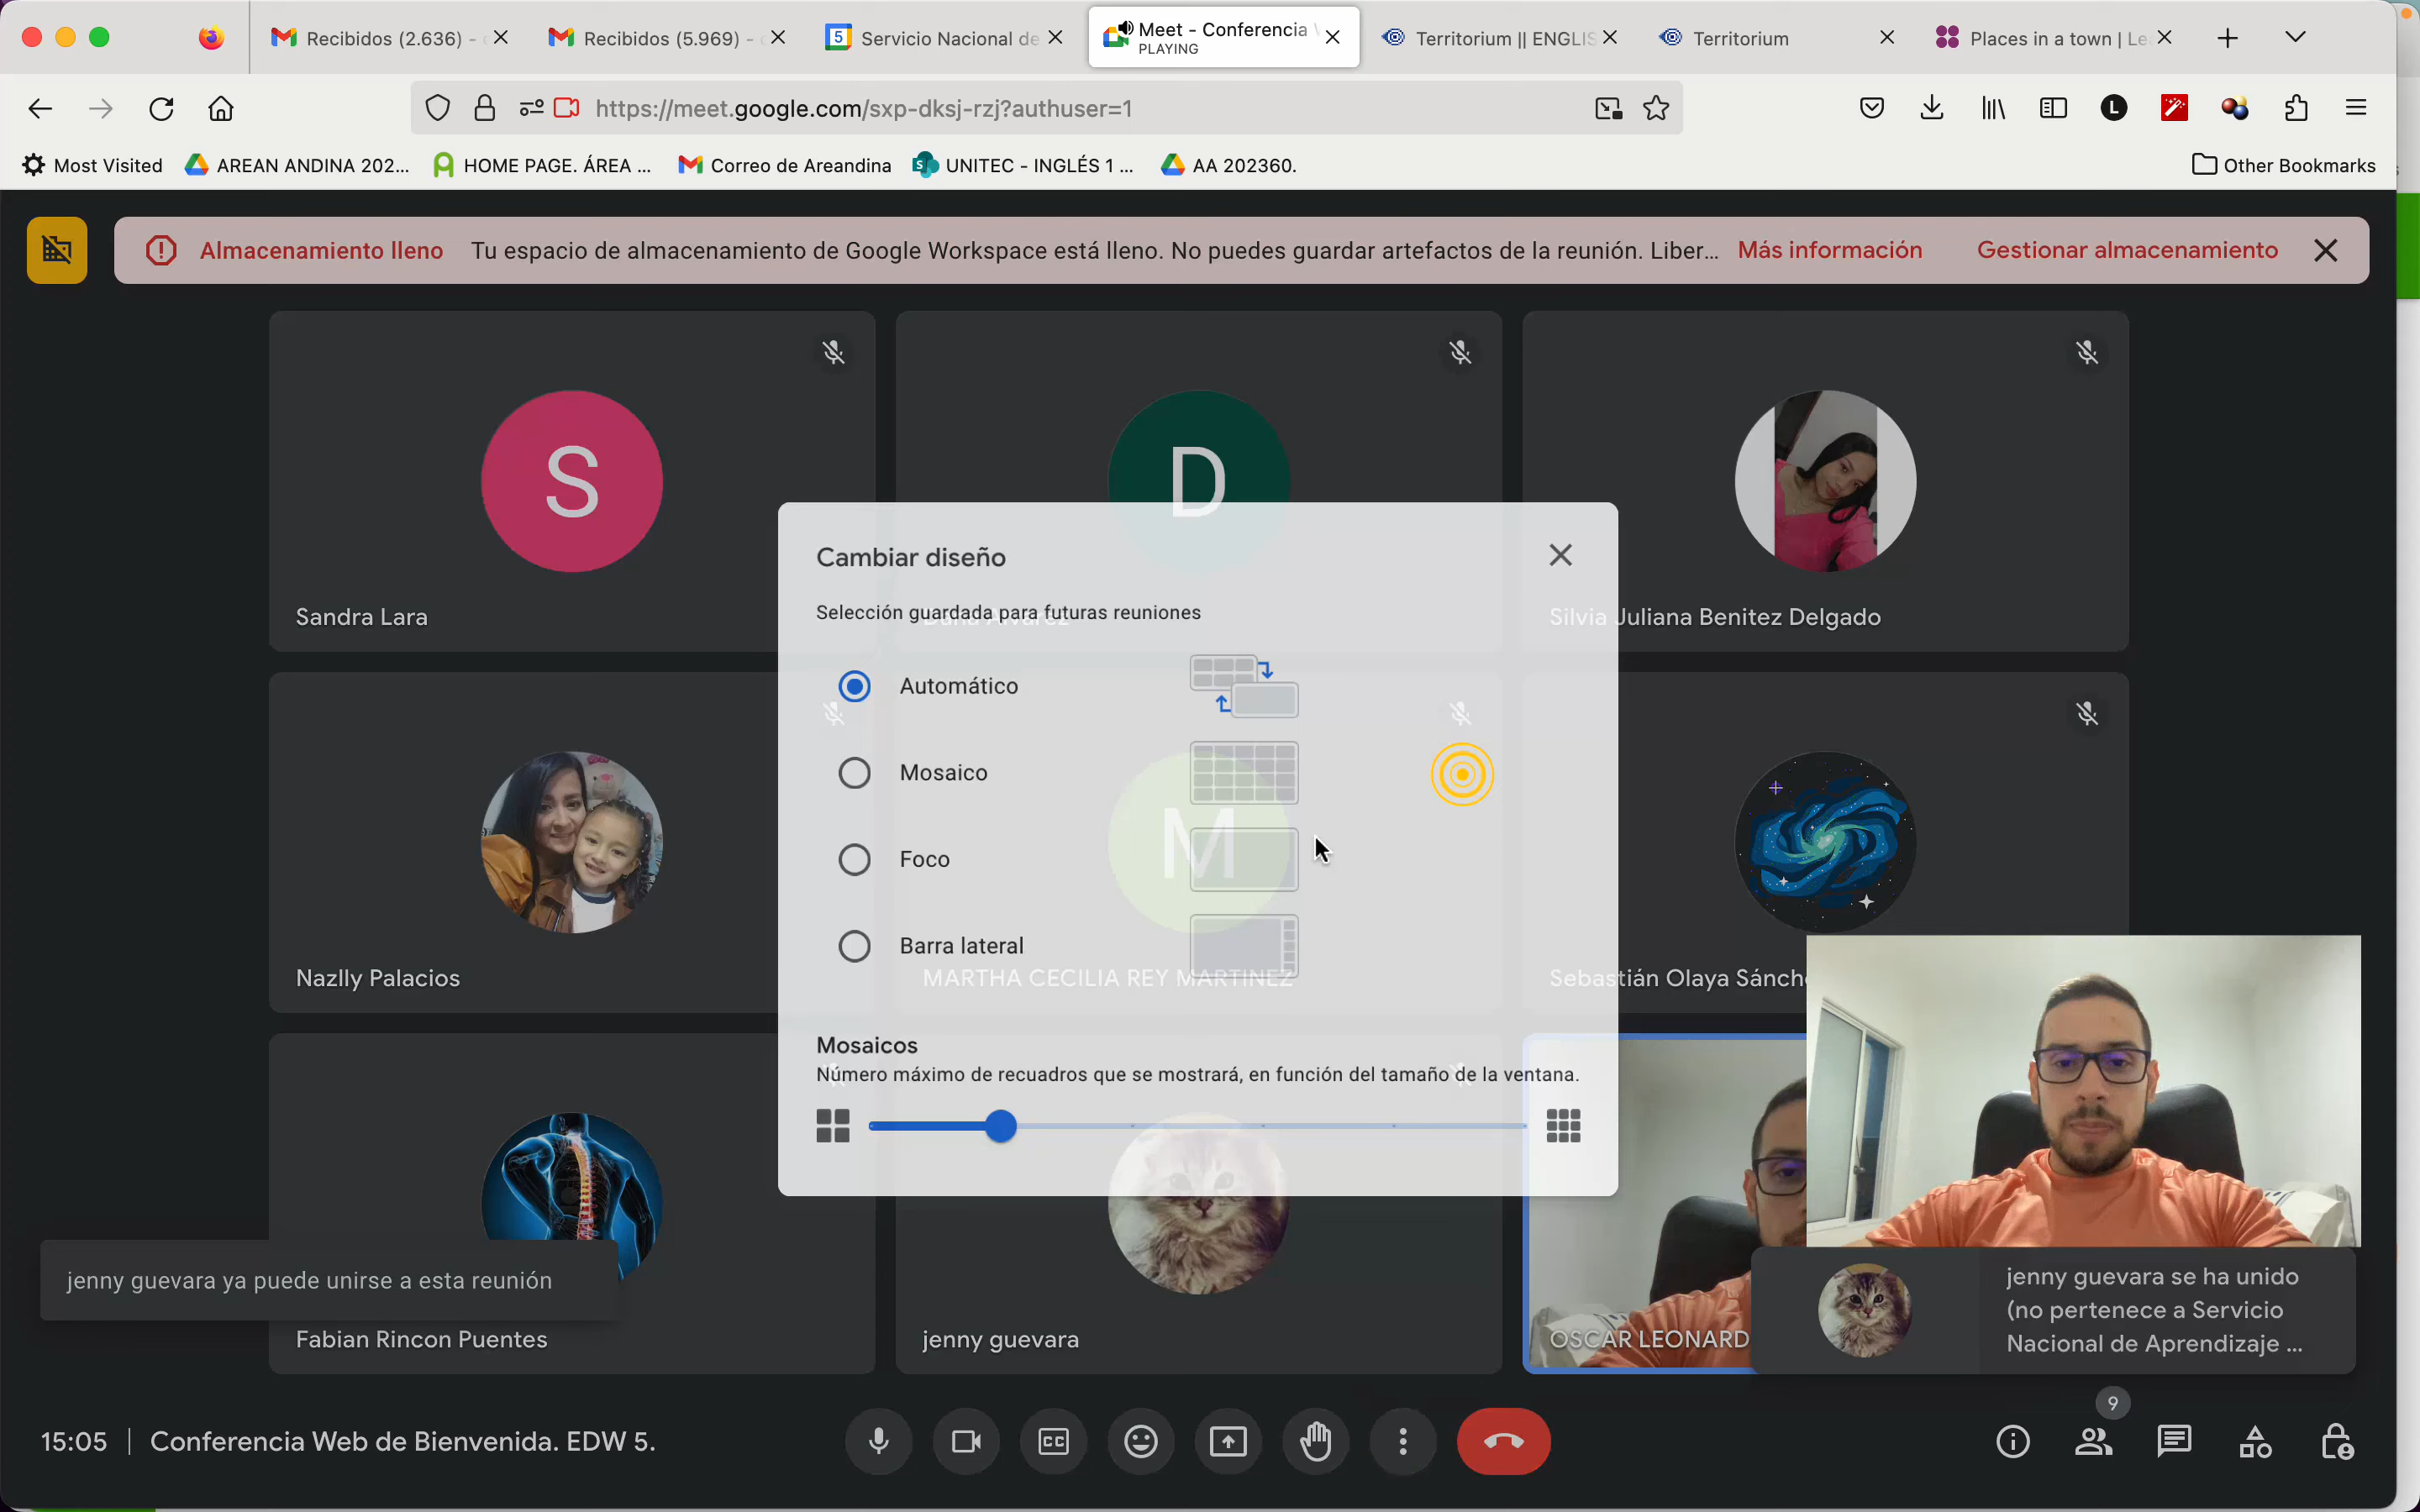 Recibidos (2.636) -
Recibidos (5.969) -
5
Servicio Nacional de
Meet - Conferencia
PLAYING
Territorium || ENGLIS
Territorium
Places in a town | Le
https://meet.google.com/sxp-dksj-rzj?authuser=1
L
Most Visited
AREAN ANDINA 202...
HOME PAGE. ÁREA ...
Correo de Areandina
S
UNITEC - INGLÉS 1 ...
AA 202360.
Other Bookmarks
Almacenamiento lleno
Tu espacio de almacenamiento de Google Workspace está lleno. No puedes guardar artefactos de la reunión. Liber...
Más información
Gestionar almacenamiento
S
D
Sandra Lara
Silvia Juliana Benitez Delgado
Cambiar diseño
Selección guardada para futuras reuniones
Automático
Mosaico
Foco
Barra lateral
M
Nazlly Palacios
MARTHA CECILIA REY MARTINEZ
Sebastián Olaya Sánch
Mosaicos
Número máximo de recuadros que se mostrará, en función del tamaño de la ventana.
jenny guevara ya puede unirse a esta reunión
Fabian Rincon Puentes
jenny guevara
OSCAR LEONARD
jenny guevara se ha unido
(no pertenece a Servicio
Nacional de Aprendizaje ...
15:05
Conferencia Web de Bienvenida. EDW 5.
CC
9